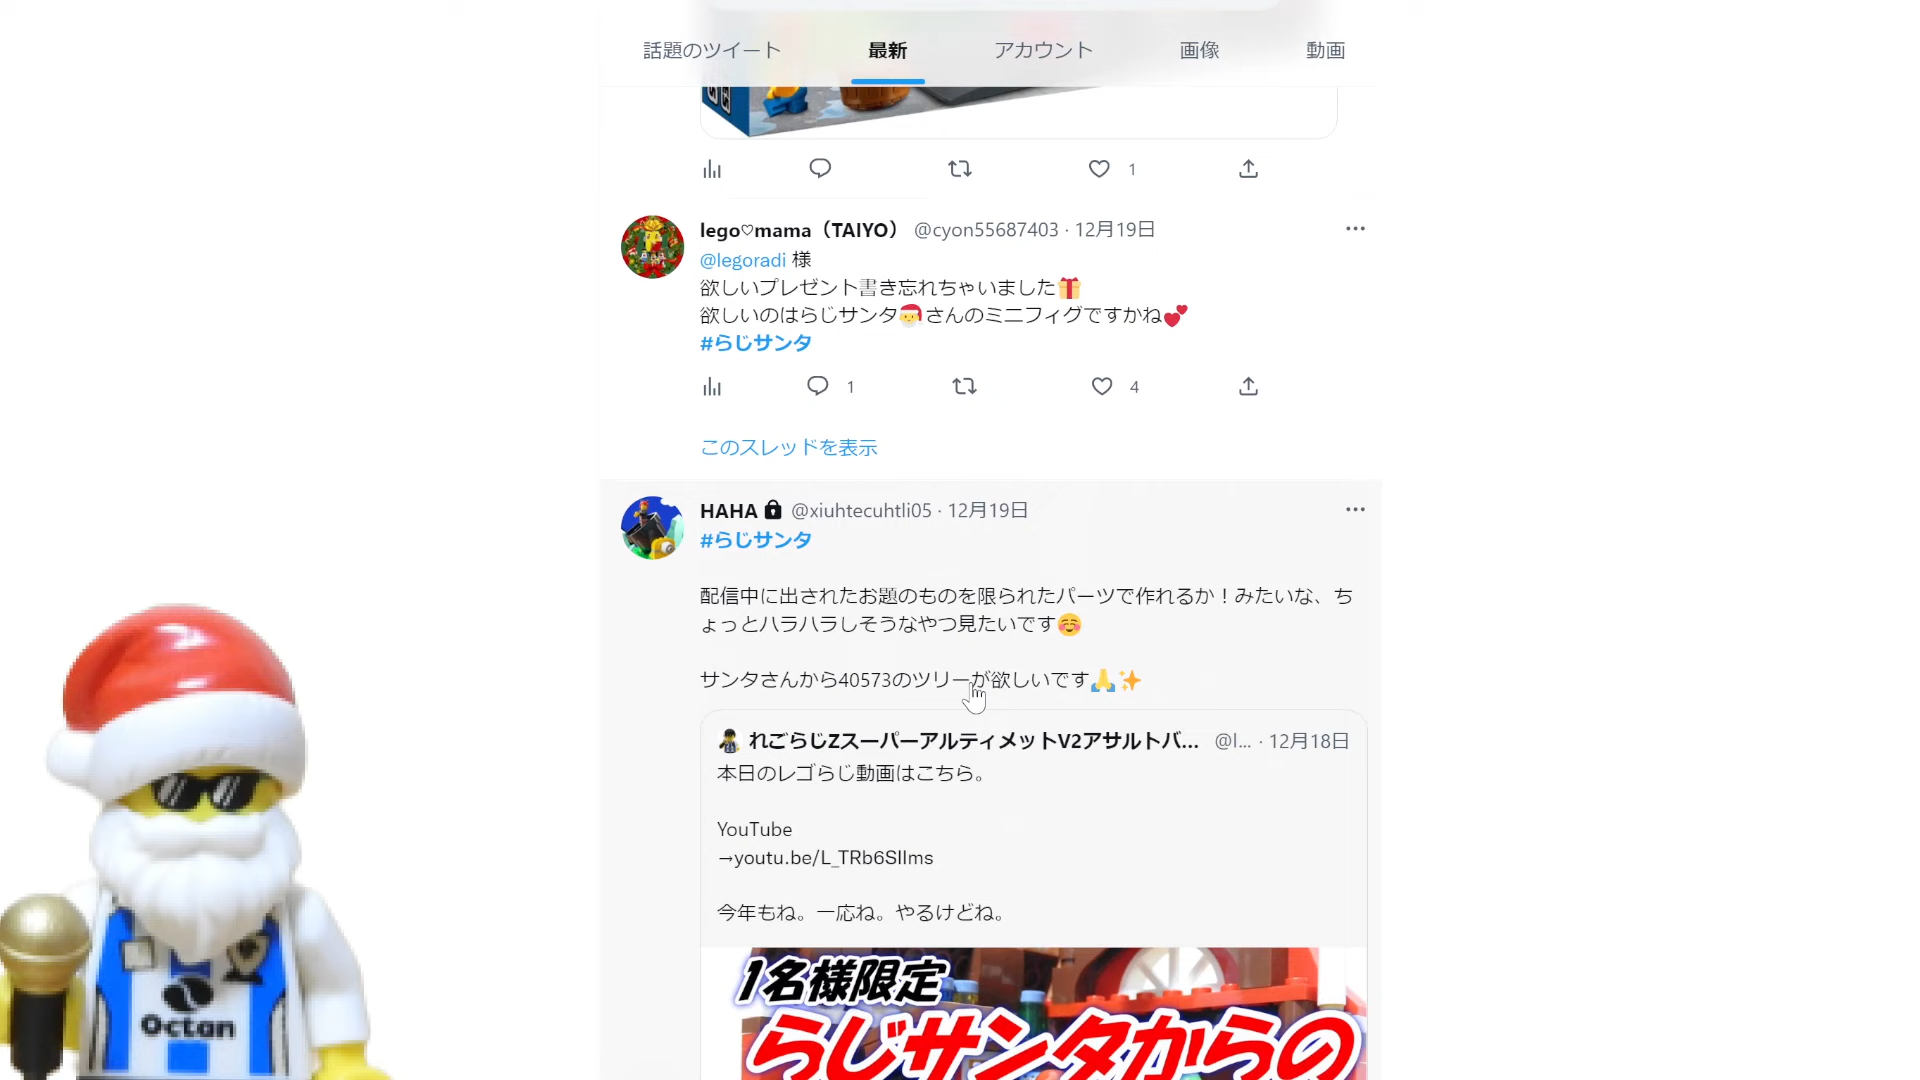 話題のツイート 最新 アカウント 画像 動画
1
lego♡mama（TAIYO） @cyon55687403 · 12月19日
@legoradi 様
欲しいプレゼント書き忘れちゃいました🎁
欲しいのはらじサンタ🎅さんのミニフィグですかね💕
#らじサンタ
1 4
このスレッドを表示
HAHA @xiuhtecuhtli05 · 12月19日
#らじサンタ
配信中に出されたお題のものを限られたパーツで作れるか！みたいな、ち
ょっとハラハラしそうなやつ見たいです☺️
サンタさんから40573のツリーが欲しいです🙏✨
れごらじZスーパーアルティメットV2アサルトバ... @l... · 12月18日
本日のレゴらじ動画はこちら。
YouTube
→youtu.be/L_TRb6SIlms
今年もね。一応ね。やるけどね。
1名様限定
らじサンタからの
Octan